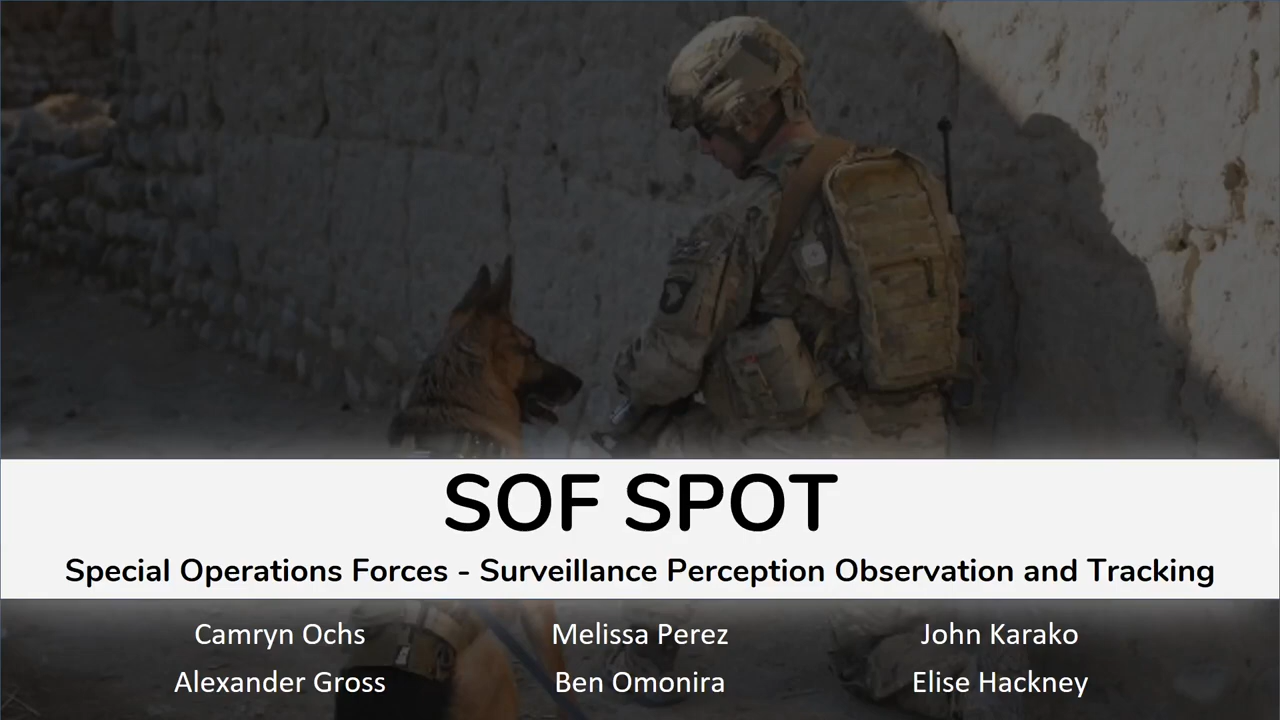 SOF SPOT
Special Operations Forces - Surveillance Perception Observation and Tracking
Camryn Ochs Melissa Perez John Karako
Alexander Gross Ben Omonira Elise Hackney